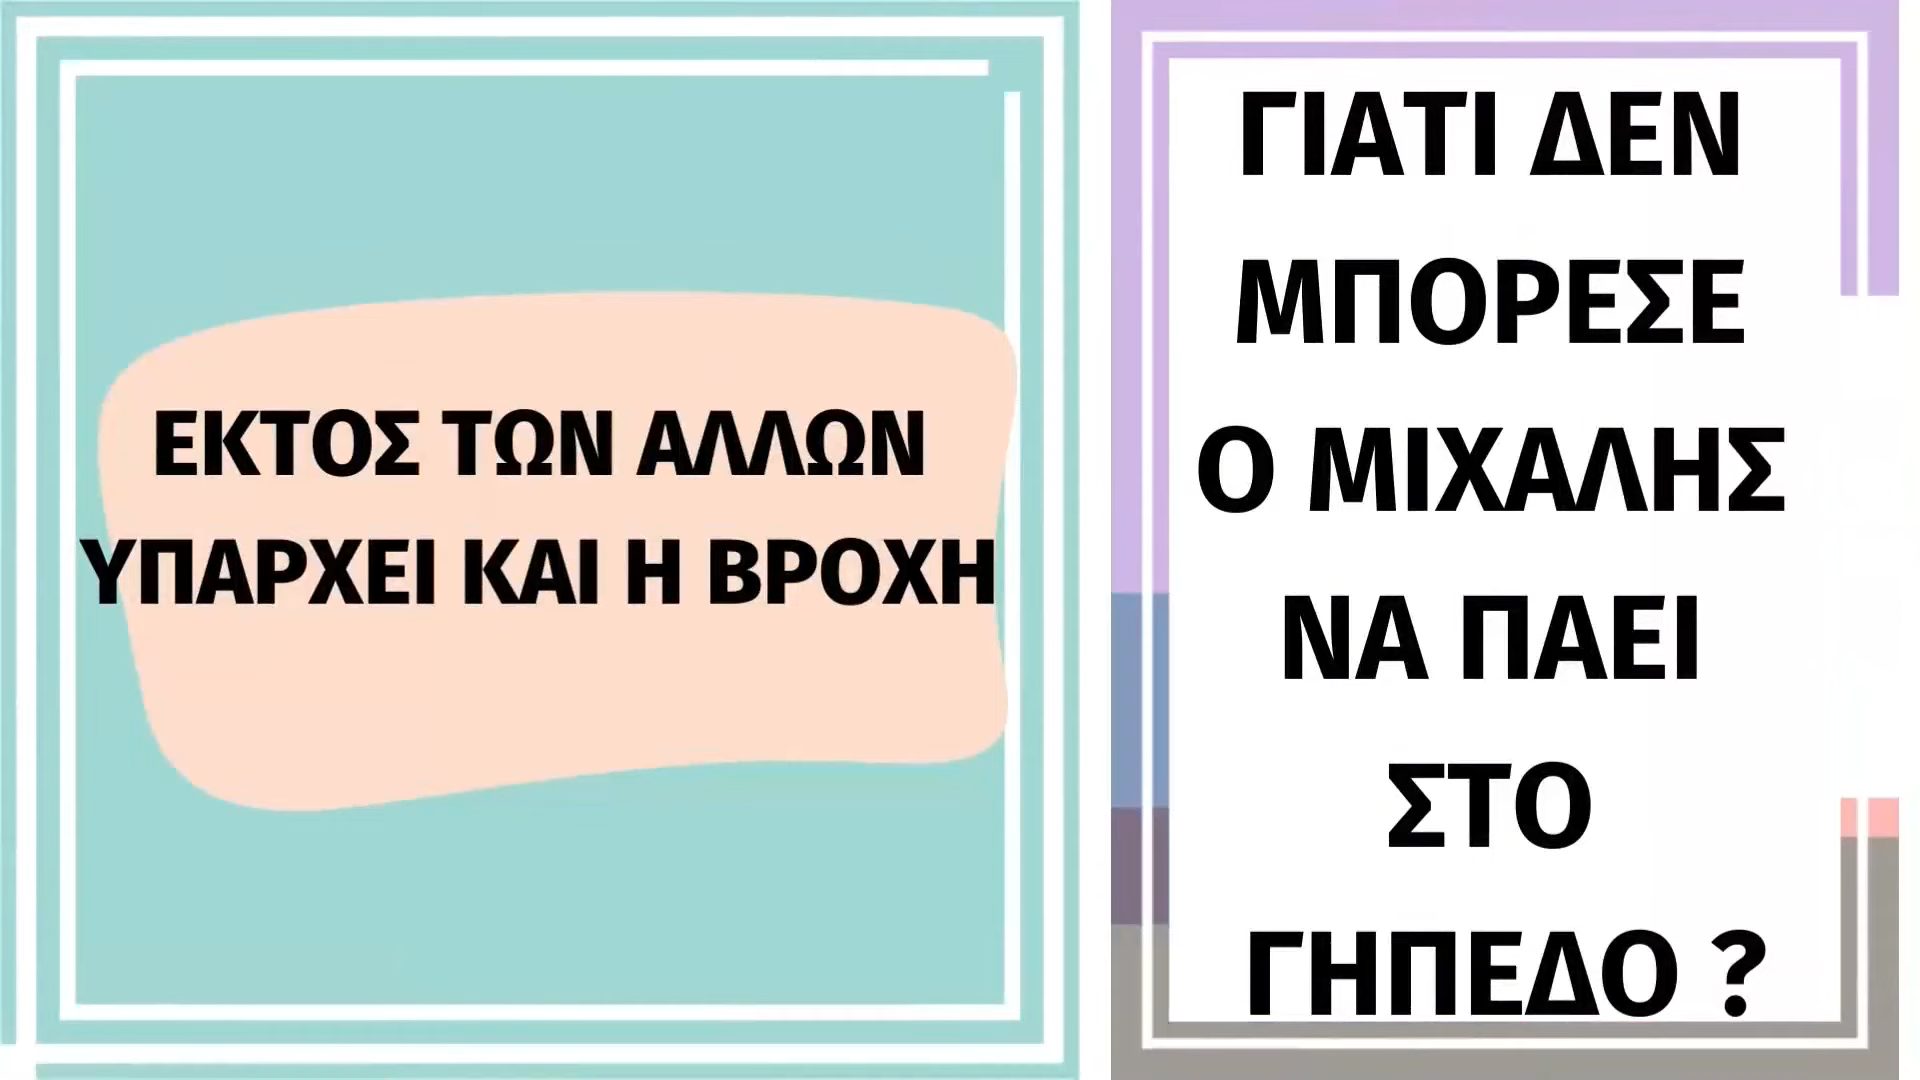 ΕΚΤΟΣ ΤΩΝ ΑΛΛΩΝ
ΥΠΑΡΧΕΙ ΚΑΙ Η ΒΡΟΧΗ
ΓΙΑΤΙ ΔΕΝ
ΜΠΟΡΕΣΕ
Ο ΜΙΧΑΛΗΣ
ΝΑ ΠΑΕΙ
ΣΤΟ
ΓΗΠΕΔΟ ?